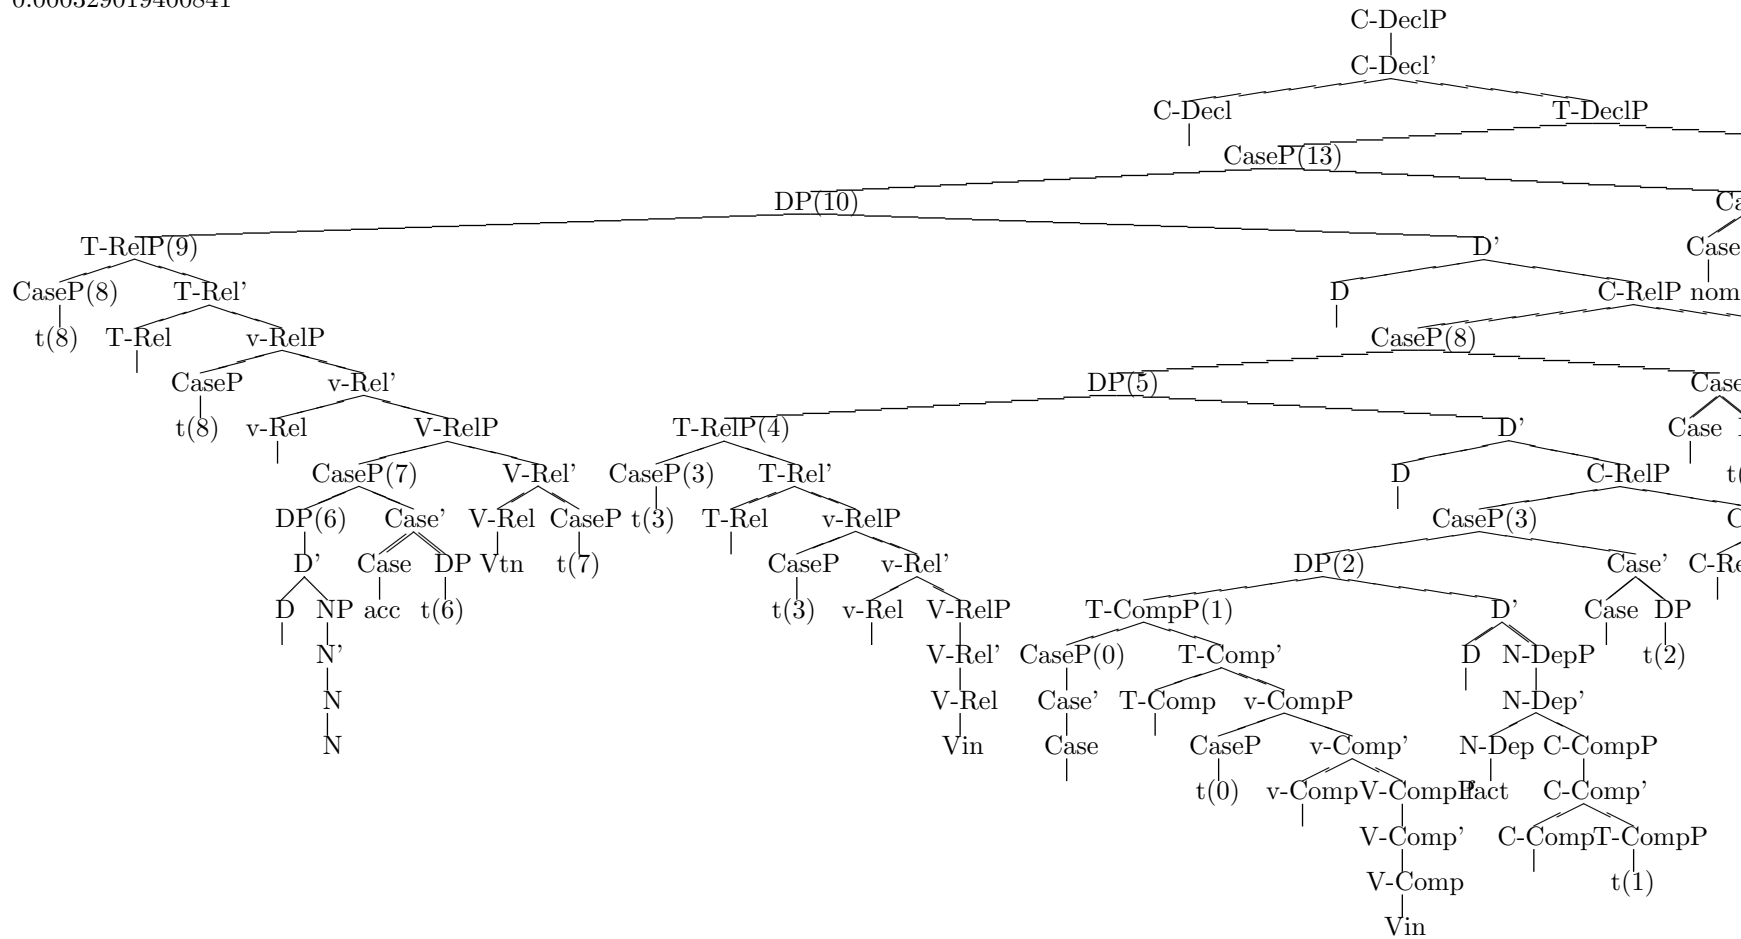 C-DeclP
C-Decl'
C-Decl T-DeclP
CaseP(13)
DP(10)
T-RelP(9) D' Case
CaseP(8) T-Rel' D C-RelP nom
t(8) T-Rel v-RelP CaseP(8)
CaseP v-Rel' DP(5)
t(8) v-Rel V-RelP T-RelP(4) D' Case
CaseP(7) V-Rel' CaseP(3) T-Rel' D C-RelP
DP(6) Case' V-Rel CaseP t(3) T-Rel v-RelP CaseP(3)
D' Case DP Vtn t(7) CaseP v-Rel' DP(2) Case'
D NP acc t(6) t(3) v-Rel V-RelP T-CompP(1) D' Case DP
N' V-Rel' CaseP(0) T-Comp' D N-DepP t(2)
N V-Rel Case' T-Comp v-CompP N-Dep'
N Vin Case CaseP v-Comp' N-Dep C-CompP
t(0) v-Comp V-CompP fact C-Comp'
V-Comp' C-Comp T-CompP
V-Comp t(1)
Vin